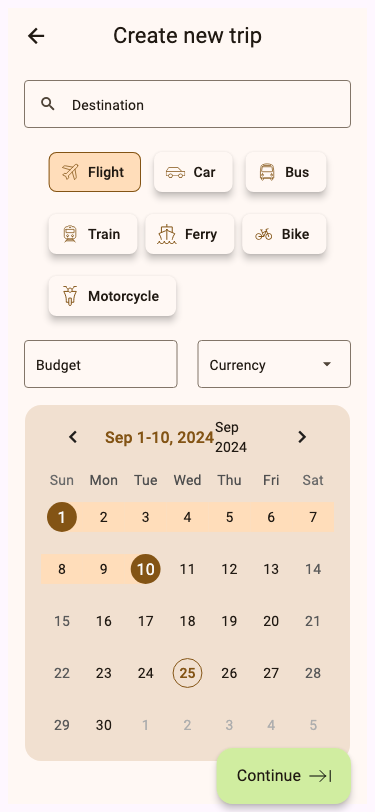 Create new trip
Destination
Flight Car Bus
Train Ferry Bike
Motorcycle
Budget Currency
Sep 1-10, 2024 Sep
2024
Sun Mon Tue Wed Thu Fri Sat
1 2 3 4 5 6 7
8 9 10 11 12 13 14
15 16 17 18 19 20 21
22 23 24 25 26 27 28
29 30 1 2 3 4 5
Continue